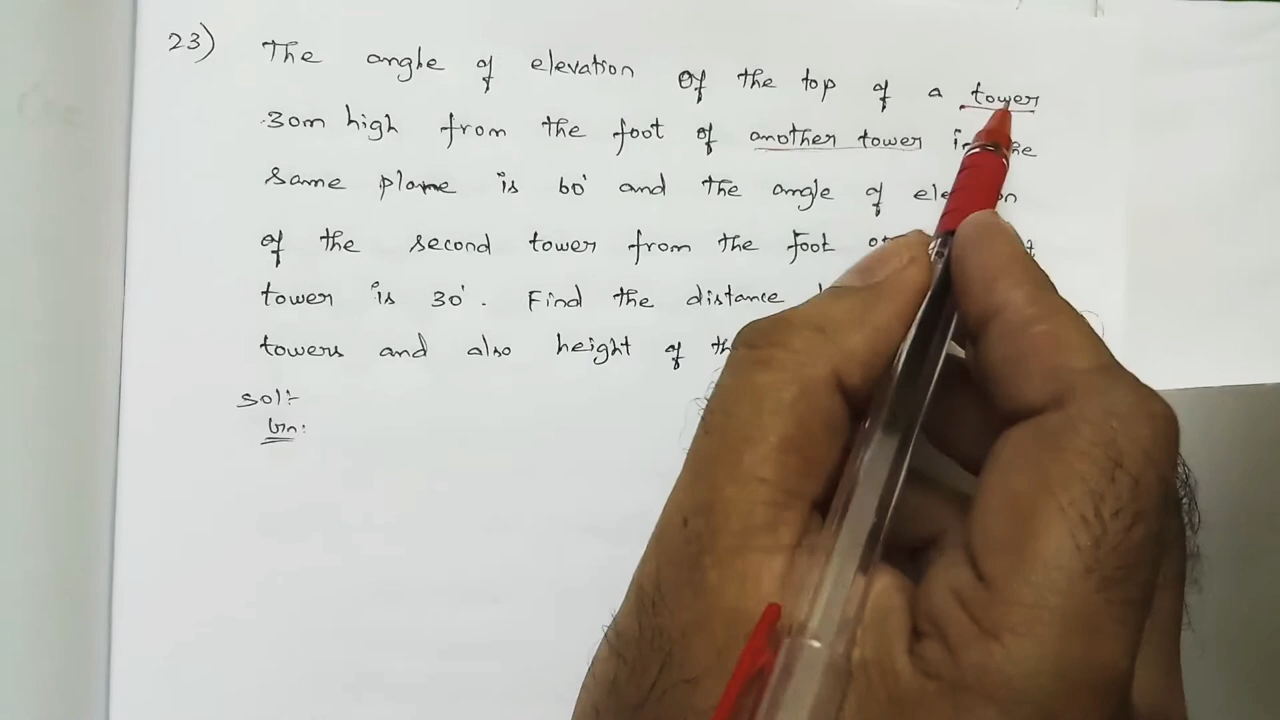 23) The angle of elevation Of the top of a tower
30m high from the foot of another tower in the
same plane is 60° and the angle of
of the second tower from the foot
tower is 30°. Find the distance
towers and also height of
Sol:-
Gn: